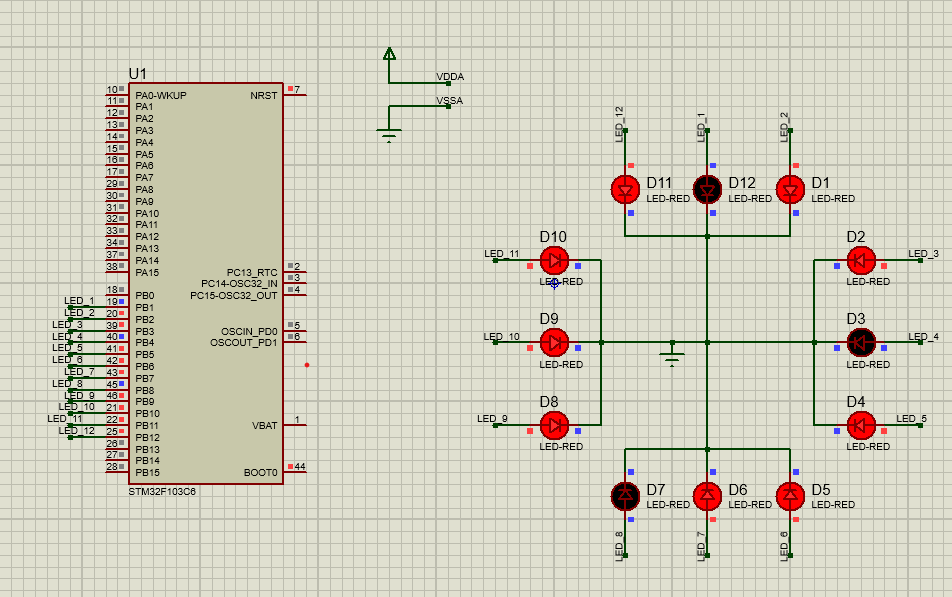 U1
10 PA0-WKUP NRST 7
11 PA1
12 PA2
13 PA3
14 PA4
15 PA5
16 PA6
17 PA7
29 PA8
30 PA9
31 PA10
32 PA11
33 PA12
34 PA13
37 PA14
38 PA15 PC13_RTC 2
PC14-OSC32_IN 3
18 PB0 PC15-OSC32_OUT 4
LED_1 19 PB1
LED_2 20 PB2
LED_3 39 PB3 OSCIN_PD0 5
LED_4 40 PB4 OSCOUT_PD1 6
LED_5 41 PB5
LED_6 42 PB6
LED_7 43 PB7
LED_8 45 PB8
LED_9 46 PB9
LED_10 21 PB10
LED_11 22 PB11 VBAT 1
LED_12 25 PB12
26 PB13
27 PB14
28 PB15 BOOT0 44
STM32F103C6
VDDA
VSSA
LED_12
LED_1
LED_2
D11
LED-RED
D12
LED-RED
D1
LED-RED
D10
LED_11
LED-RED
D2
LED_3
LED-RED
D9
LED_10
LED-RED
D3
LED_4
LED-RED
D8
LED_9
LED-RED
D4
LED_5
LED-RED
D7
LED-RED
D6
LED-RED
D5
LED-RED
LED_8
LED_7
LED_6